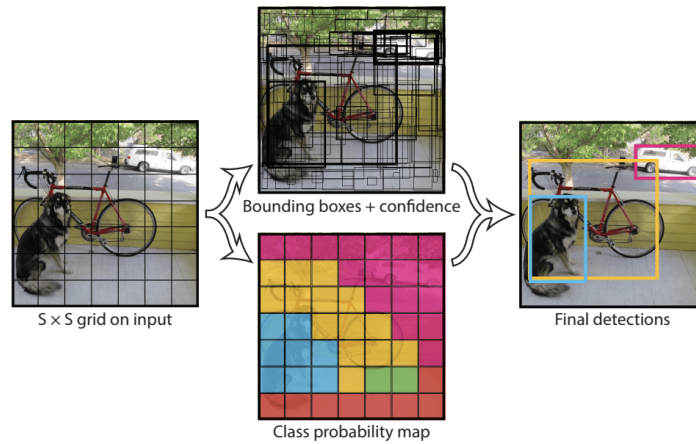 Bounding boxes + confidence
S × S grid on input
Final detections
Class probability map